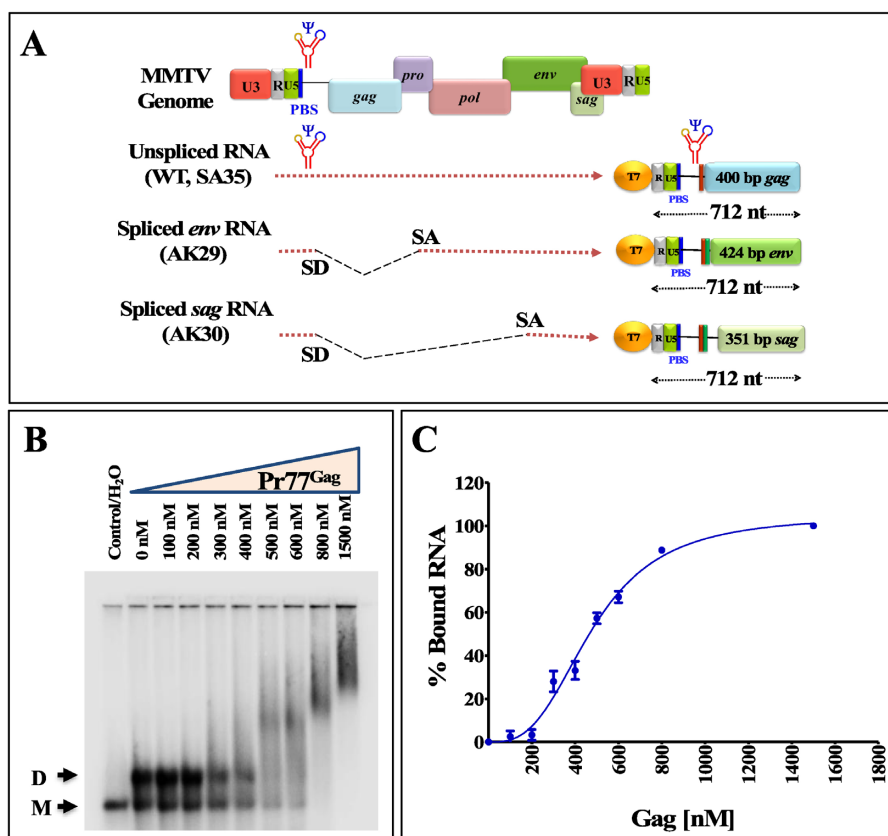 A
Ψ
U3 R U5 gag pro pol env sag U3 R U5
MMTV
Genome
PBS
Unspliced RNA
(WT, SA35)
Ψ
Ψ
T7 R U5 400 bp gag
PBS
712 nt
Spliced env RNA
(AK29)
SD
SA
T7 R U5 424 bp env
PBS
712 nt
Spliced sag RNA
(AK30)
SD
SA
T7 R U5 351 bp sag
PBS
712 nt
B
Pr77Gag
Control/H₂O
0 nM
100 nM
200 nM
300 nM
400 nM
500 nM
600 nM
800 nM
1500 nM
D
M
C
% Bound RNA
120
100
80
60
40
20
0
200
400
600
800
1000
1200
1400
1600
1800
Gag [nM]